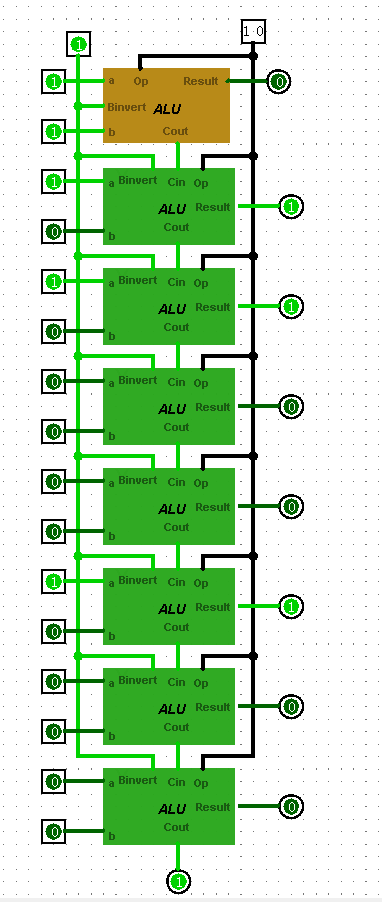 1 0
1
1 a Op Result 0
Binvert ALU
1 b Cout
1 a Binvert Cin Op
ALU Result 1
0 b Cout
1 a Binvert Cin Op
ALU Result 1
0 b Cout
0 a Binvert Cin Op
ALU Result 0
0 b Cout
0 a Binvert Cin Op
ALU Result 0
0 b Cout
1 a Binvert Cin Op
ALU Result 1
0 b Cout
0 a Binvert Cin Op
ALU Result 0
0 b Cout
0 a Binvert Cin Op
ALU Result 0
0 b Cout
1